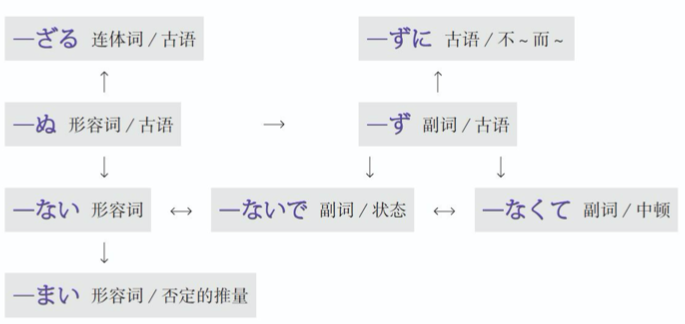 —ざる 连体词 / 古语
—ずに 古语 / 不 ~ 而 ~
↑ ↑
—ぬ 形容词 / 古语 → —ず 副词 / 古语
↓ ↓ ↓
—ない 形容词 ↔ —ないで 副词 / 状态 ↔ —なくて 副词 / 中顿
↓
—まい 形容词 / 否定的推量